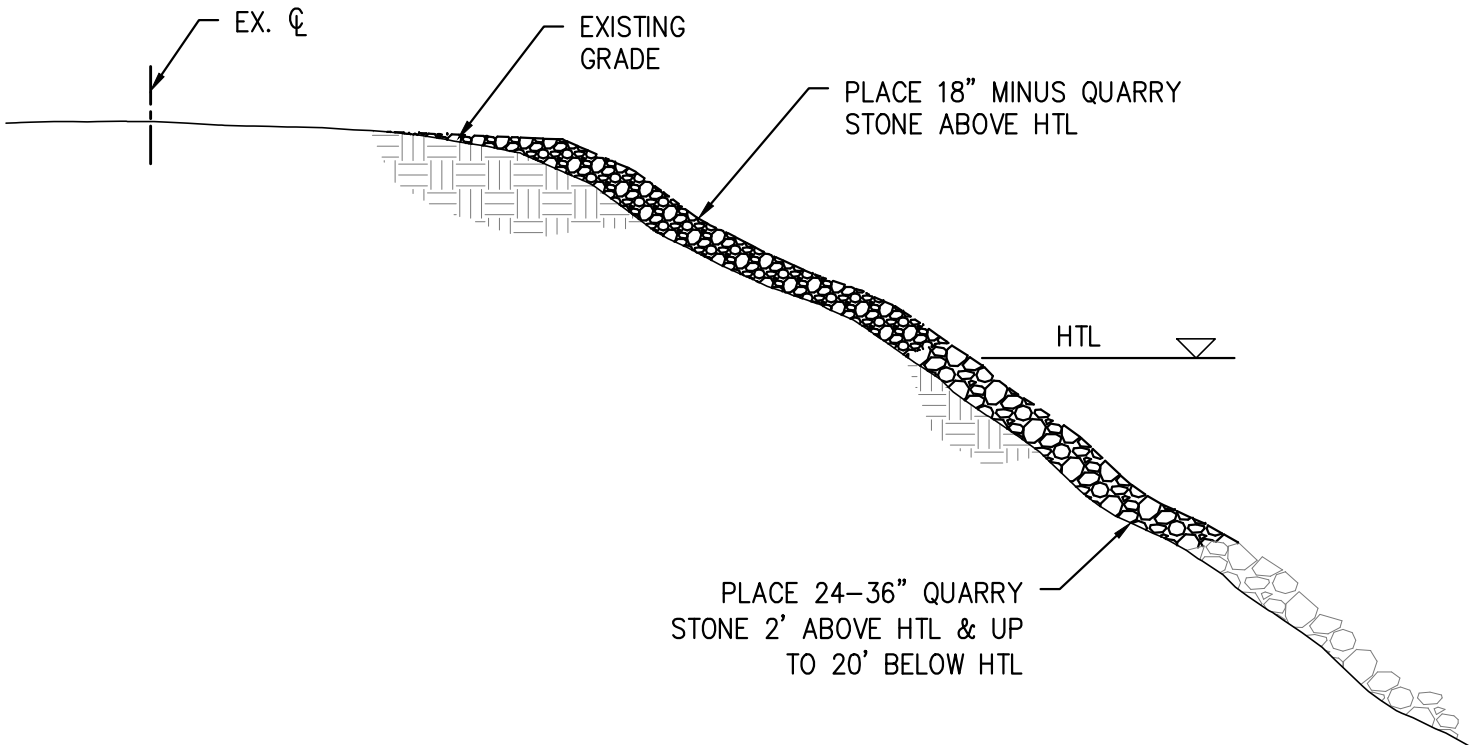 EX. ℄
EXISTING
GRADE
PLACE 18” MINUS QUARRY
STONE ABOVE HTL
HTL
PLACE 24–36” QUARRY
STONE 2’ ABOVE HTL & UP
TO 20’ BELOW HTL